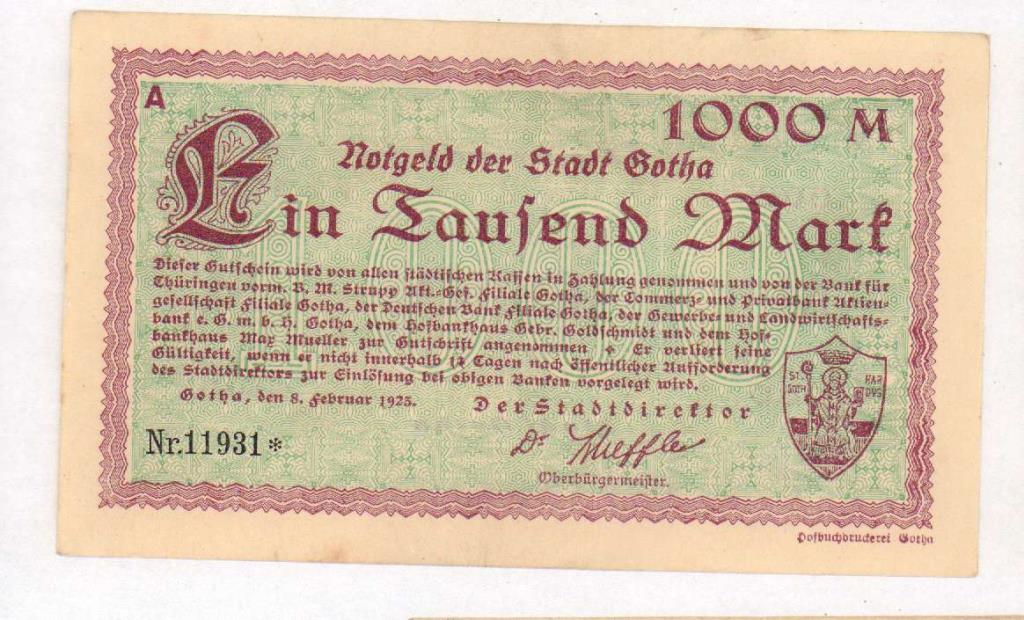 A
1000 M
Notgeld der Stadt Gotha
Ein Tausend Mark
1000
Dieser Gutschein wird von allen städtischen Kassen in Zahlung genommen und von der Bank für
Thüringen vorm. B. M. Strupp Akt.-Ges. Filiale Gotha, der Commerz- und Privatbank Aktien-
gesellschaft Filiale Gotha, der Deutschen Bank Filiale Gotha, der Gewerbe- und Landwirtschafts-
bank e. G. m. b. H. Gotha, dem Hofbankhaus Gebr. Goldschmidt und dem Hof-
bankhaus Max Mueller zur Gutschrift angenommen + Er verliert seine
Gültigkeit, wenn er nicht innerhalb 14 Tagen nach öffentlicher Aufforderung
des Stadtdirektors zur Einlösung bei obigen Banken vorgelegt wird.
Gotha, den 8. Februar 1923.
Der Stadtdirektor
Nr.11931*
Dr Scheffler
Oberbürgermeister.
Hofbuchdruckerei Gotha